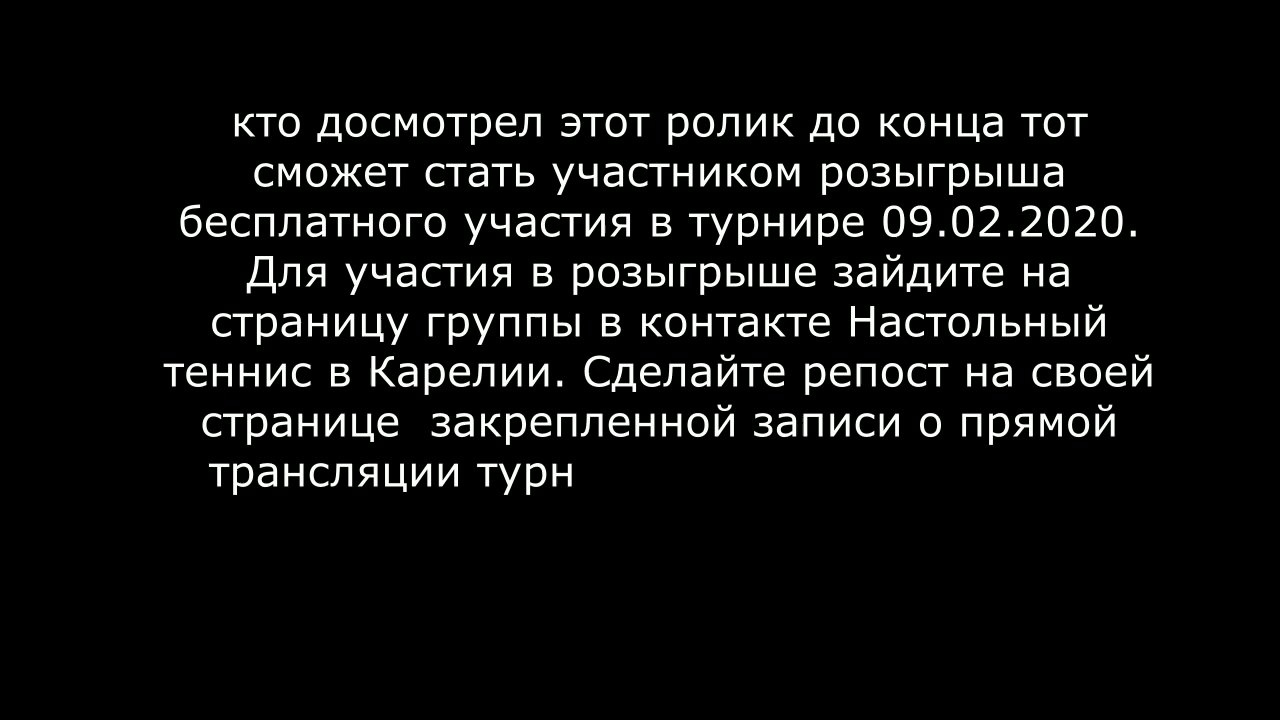 кто досмотрел этот ролик до конца тот
сможет стать участником розыгрыша
бесплатного участия в турнире 09.02.2020.
Для участия в розыгрыше зайдите на
страницу группы в контакте Настольный
теннис в Карелии. Сделайте репост на своей
странице  закрепленной записи о прямой
трансляции турн